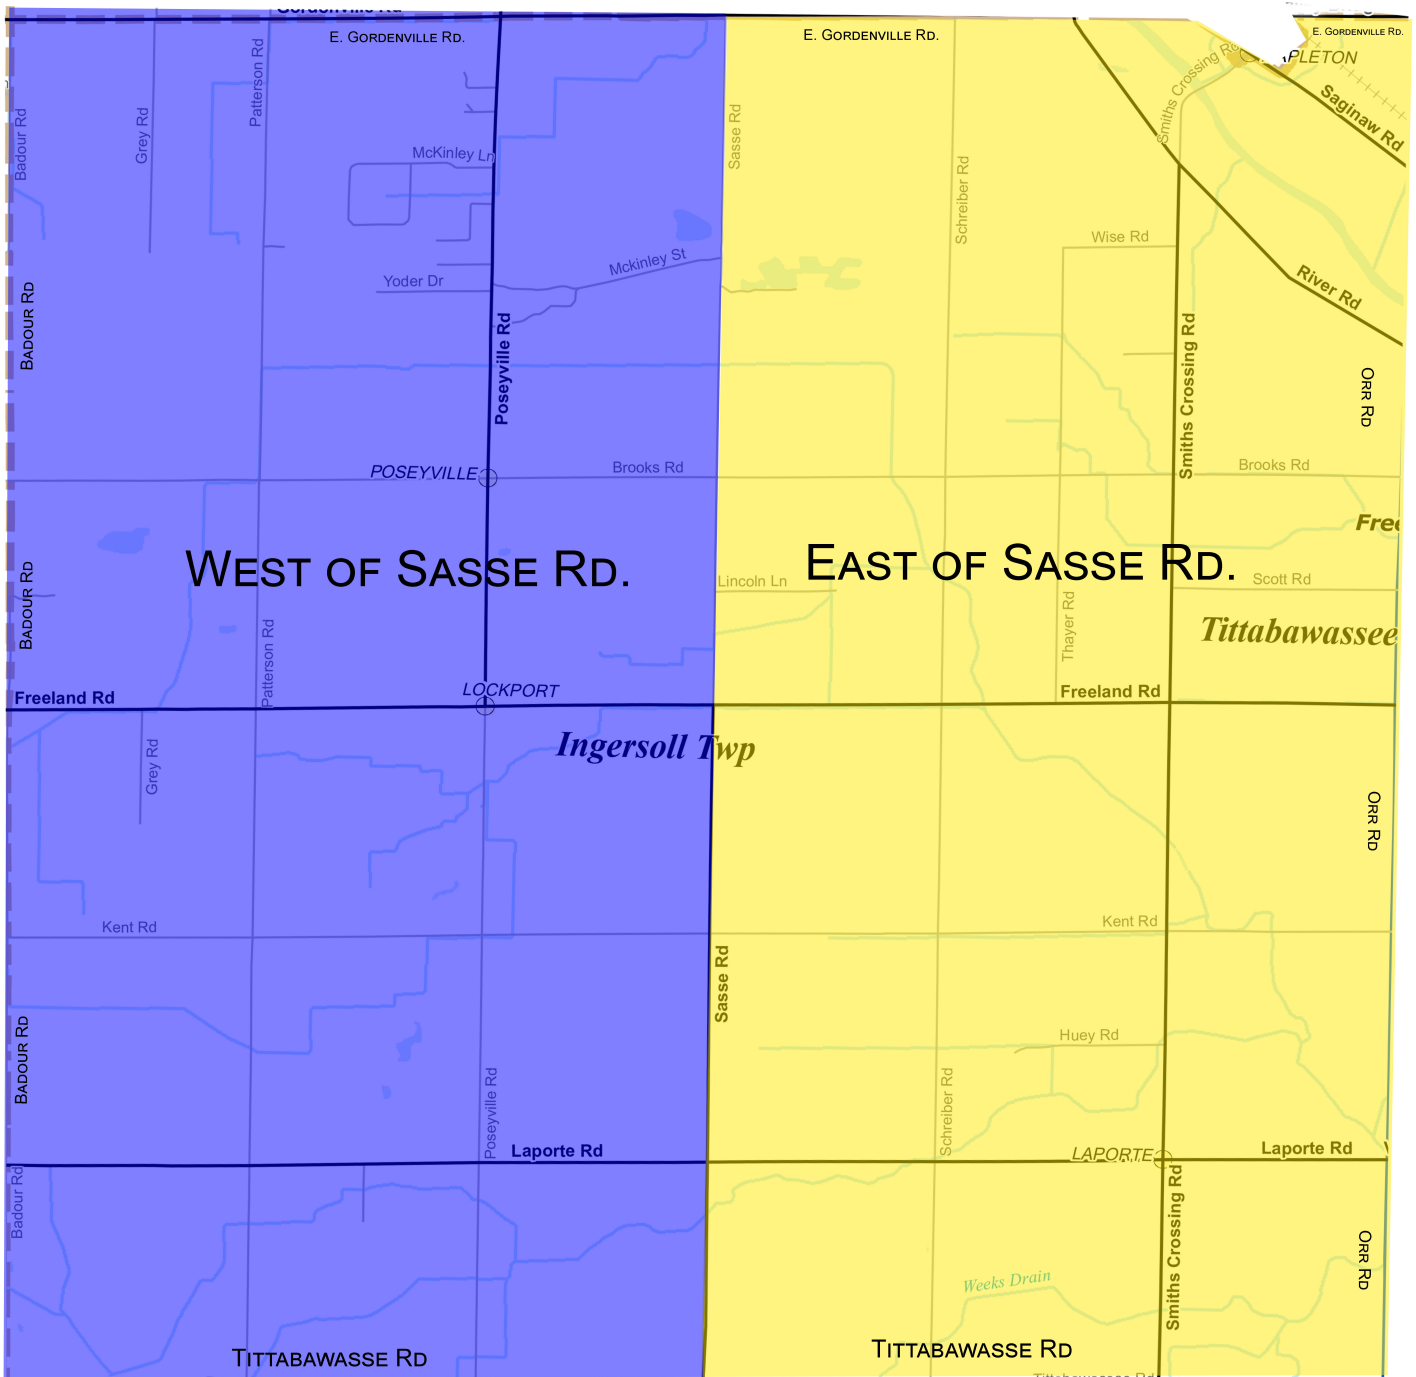 Gordonville Rd
E. GORDENVILLE RD.
E. GORDENVILLE RD.
E. GORDENVILLE RD.
Patterson Rd
Badour Rd
Grey Rd
McKinley Ln
Sasse Rd
Schreiber Rd
Smiths Crossing Rd
Saginaw Rd
Wise Rd
Mckinley St
Yoder Dr
River Rd
BADOUR RD
Poseyville Rd
Smiths Crossing Rd
ORR RD
POSEYVILLE
Brooks Rd
Brooks Rd
Free
WEST OF SASSE RD.
EAST OF SASSE RD.
BADOUR RD
Lincoln Ln
Scott Rd
Thayer Rd
Tittabawassee
Patterson Rd
Freeland Rd
LOCKPORT
Freeland Rd
Ingersoll Twp
Grey Rd
ORR RD
Kent Rd
Kent Rd
Sasse Rd
BADOUR RD
Huey Rd
Poseyville Rd
Schreiber Rd
Laporte Rd
LAPORTE
Laporte Rd
Badour Rd
Smiths Crossing Rd
ORR RD
Weeks Drain
TITTABAWASSE RD
TITTABAWASSE RD